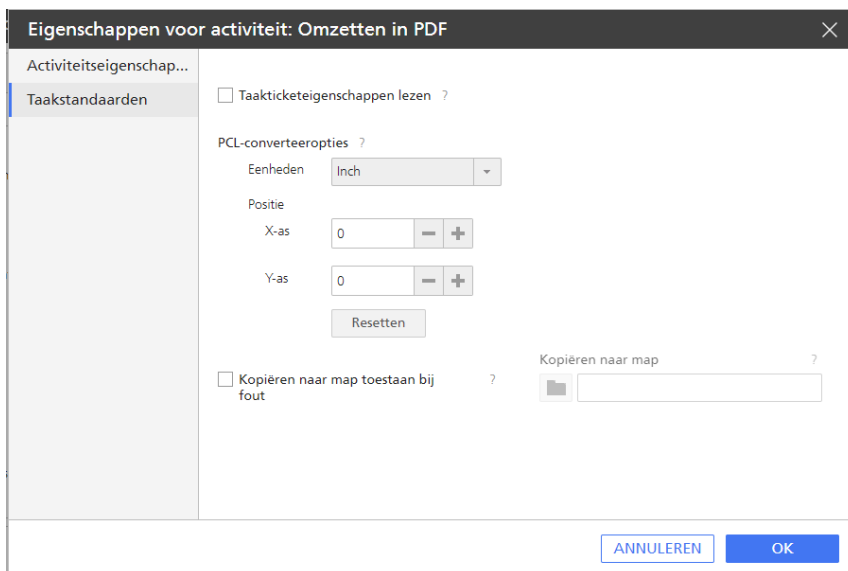 Eigenschappen voor activiteit: Omzetten in PDF
Activiteitseigenschap...
Taakstandaarden
Taakticketeigenschappen lezen ?
PCL-converteeropties ?
Eenheden
Inch
Positie
X-as
0
Y-as
0
Resetten
Kopiëren naar map toestaan bij
fout
?
Kopiëren naar map
?
ANNULEREN
OK